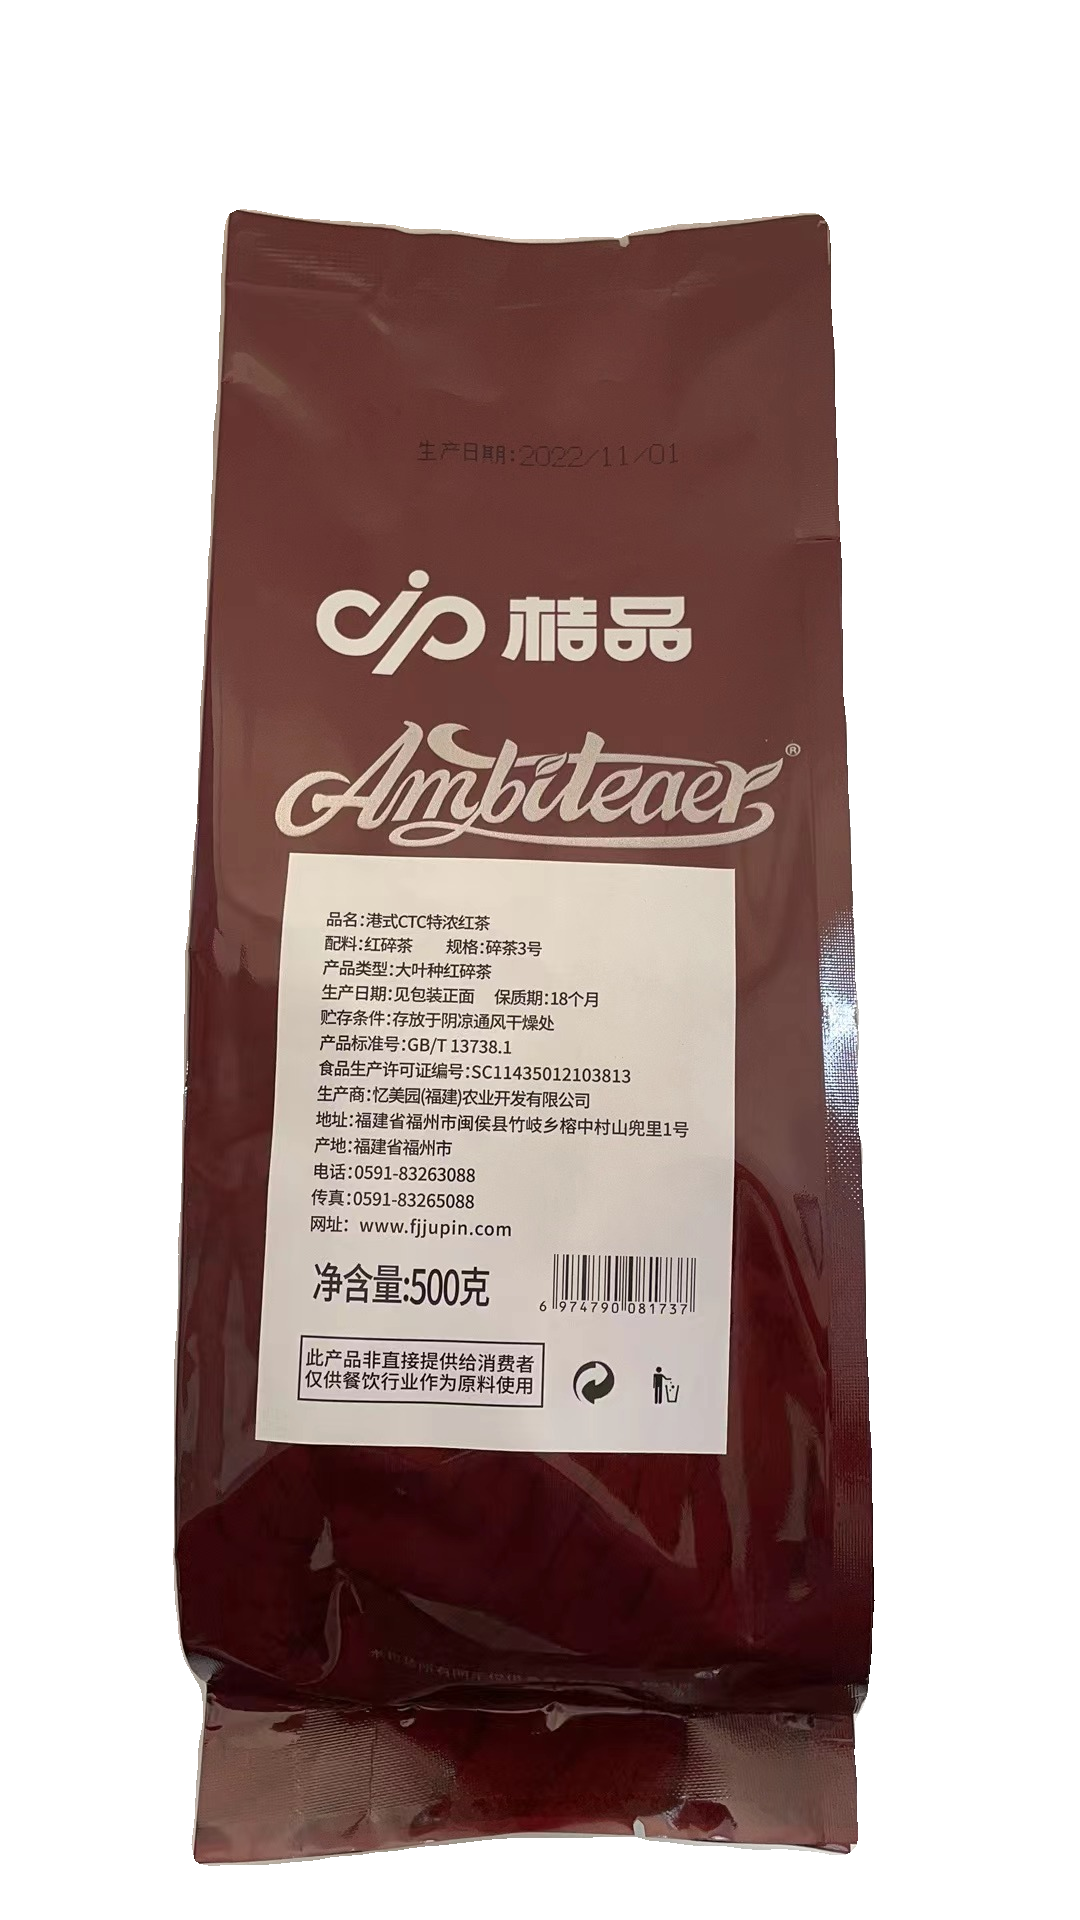 生产日期:2022/11/01
桔品
Ambiteaer®
品名:港式CTC特浓红茶
配料:红碎茶 规格:碎茶3号
产品类型:大叶种红碎茶
生产日期:见包装正面 保质期:18个月
贮存条件:存放于阴凉通风干燥处
产品标准号:GB/T 13738.1
食品生产许可证编号:SC11435012103813
生产商:忆美园(福建)农业开发有限公司
地址:福建省福州市闽侯县竹岐乡榕中村山兜里1号
产地:福建省福州市
电话:0591-83263088
传真:0591-83265088
网址: www.fjjupin.com
净含量:500克
6 974790 081737
此产品非直接提供给消费者
仅供餐饮行业作为原料使用